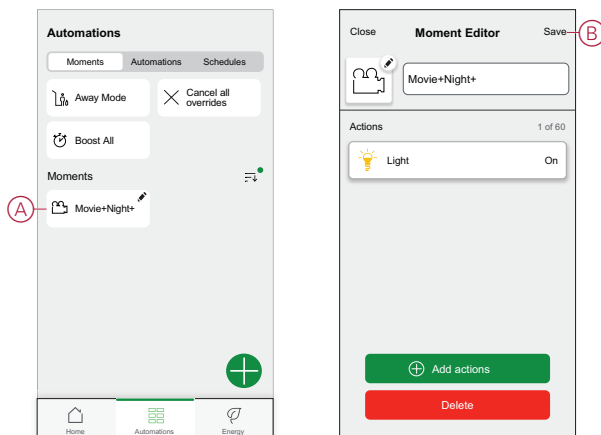 Automations
Moments Automations Schedules
Away Mode
Cancel all
overrides
Boost All
Moments
A
Movie+Night+
Home Automations Energy
Close Moment Editor Save
B
Movie+Night+
Actions 1 of 60
Light On
Add actions
Delete